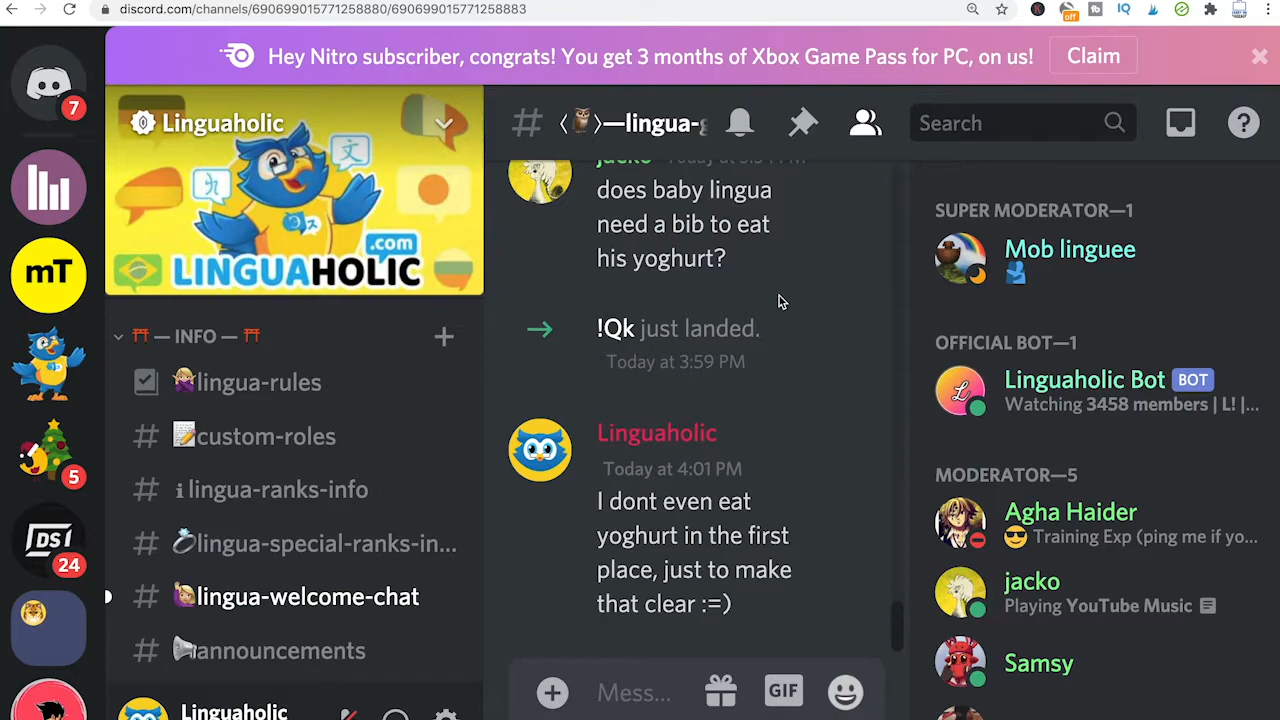 discord.com/channels/690699015771258880/690699015771258883
off
IQ
Hey Nitro subscriber, congrats! You get 3 months of Xbox Game Pass for PC, on us!
Claim
7
mT
5
DS1
24
Linguaholic
.com
LINGUAHOLIC
— INFO —
lingua-rules
custom-roles
lingua-ranks-info
lingua-special-ranks-in...
lingua-welcome-chat
announcements
Linguaholic
—lingua-g
Search
jacko
does baby lingua
need a bib to eat
his yoghurt?
!Qk just landed.
Today at 3:59 PM
Linguaholic
Today at 4:01 PM
I dont even eat
yoghurt in the first
place, just to make
that clear :=)
Mess...
GIF
SUPER MODERATOR—1
Mob linguee
OFFICIAL BOT—1
Linguaholic Bot BOT
Watching 3458 members | L! |...
MODERATOR—5
Agha Haider
Training Exp (ping me if yo...
jacko
Playing YouTube Music
Samsy